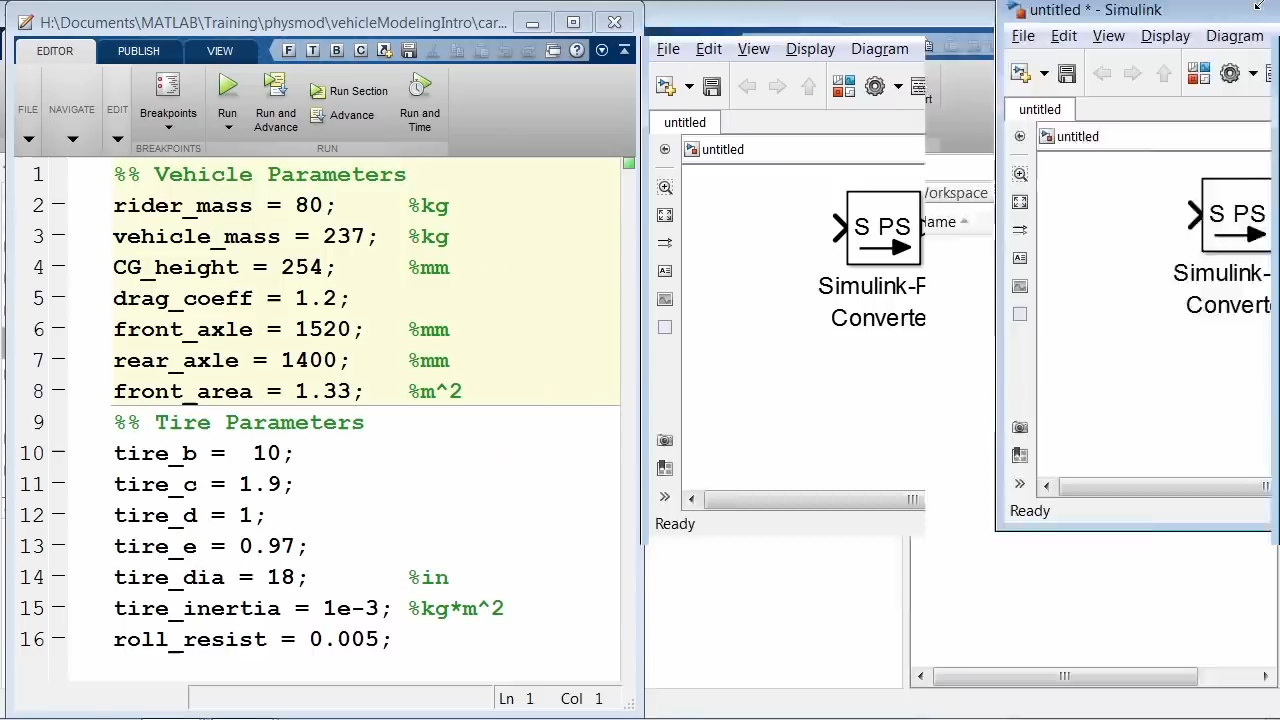 H:\Documents\MATLAB\Training\physmod\vehicleModelingIntro\car...
EDITOR
PUBLISH
VIEW
FILE
NAVIGATE
EDIT
Breakpoints
Run
Run and
Advance
Run Section
Advance
Run and
Time
BREAKPOINTS
RUN
1 %% Vehicle Parameters
2 rider_mass = 80; %kg
3 vehicle_mass = 237; %kg
4 CG_height = 254; %mm
5 drag_coeff = 1.2;
6 front_axle = 1520; %mm
7 rear_axle = 1400; %mm
8 front_area = 1.33; %m^2
9 %% Tire Parameters
10 tire_b = 10;
11 tire_c = 1.9;
12 tire_d = 1;
13 tire_e = 0.97;
14 tire_dia = 18; %in
15 tire_inertia = 1e-3; %kg*m^2
16 roll_resist = 0.005;
Ln 1 Col 1
File Edit View Display Diagram
untitled
untitled
S PS
Simulink-P
Converte
Ready
Workspace
Name
untitled * - Simulink
File Edit View Display Diagram
untitled
untitled
S PS
Simulink-
Converte
Ready